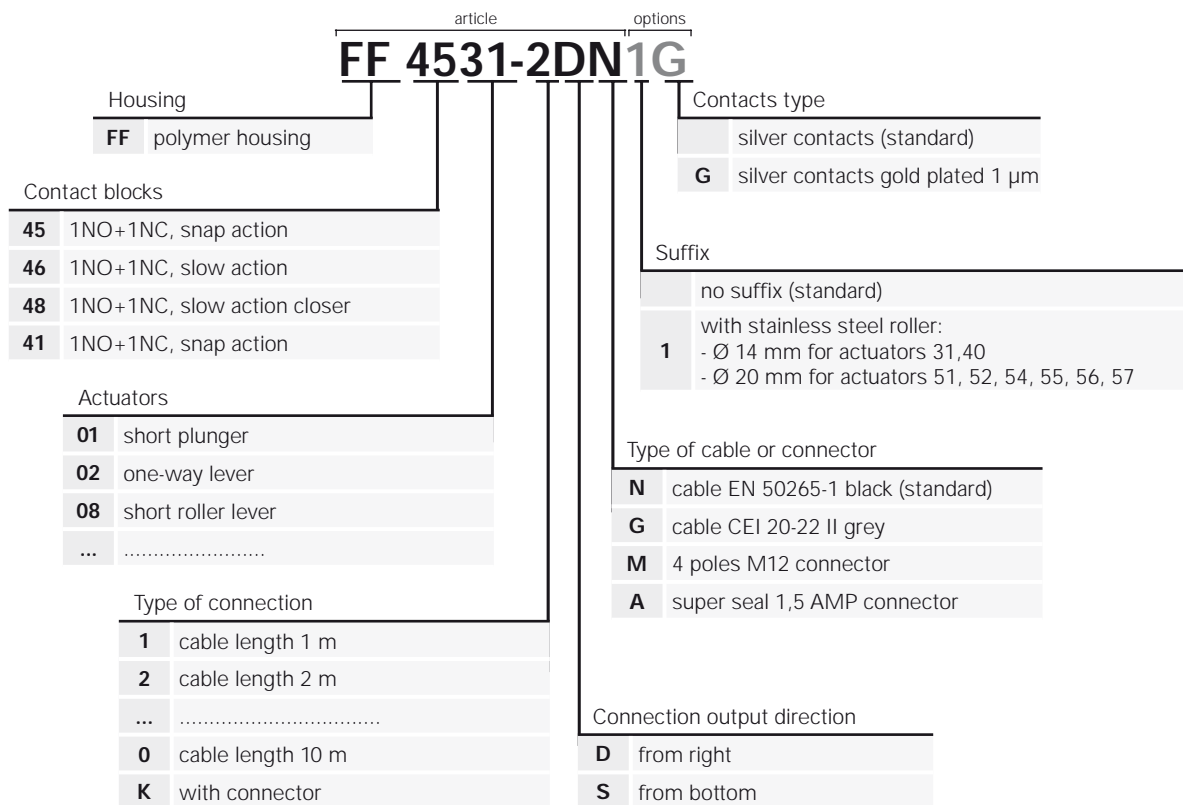 article options
FF 4531-2DN1G
Housing
FF polymer housing
Contact blocks
45 1NO+1NC, snap action
46 1NO+1NC, slow action
48 1NO+1NC, slow action closer
41 1NO+1NC, snap action
Actuators
01 short plunger
02 one-way lever
08 short roller lever
... ........................
Type of connection
1 cable length 1 m
2 cable length 2 m
... ..................................
0 cable length 10 m
K with connector
Contacts type
silver contacts (standard)
G silver contacts gold plated 1 µm
Suffix
no suffix (standard)
1 with stainless steel roller:
- Ø 14 mm for actuators 31,40
- Ø 20 mm for actuators 51, 52, 54, 55, 56, 57
Type of cable or connector
N cable EN 50265-1 black (standard)
G cable CEI 20-22 II grey
M 4 poles M12 connector
A super seal 1,5 AMP connector
Connection output direction
D from right
S from bottom